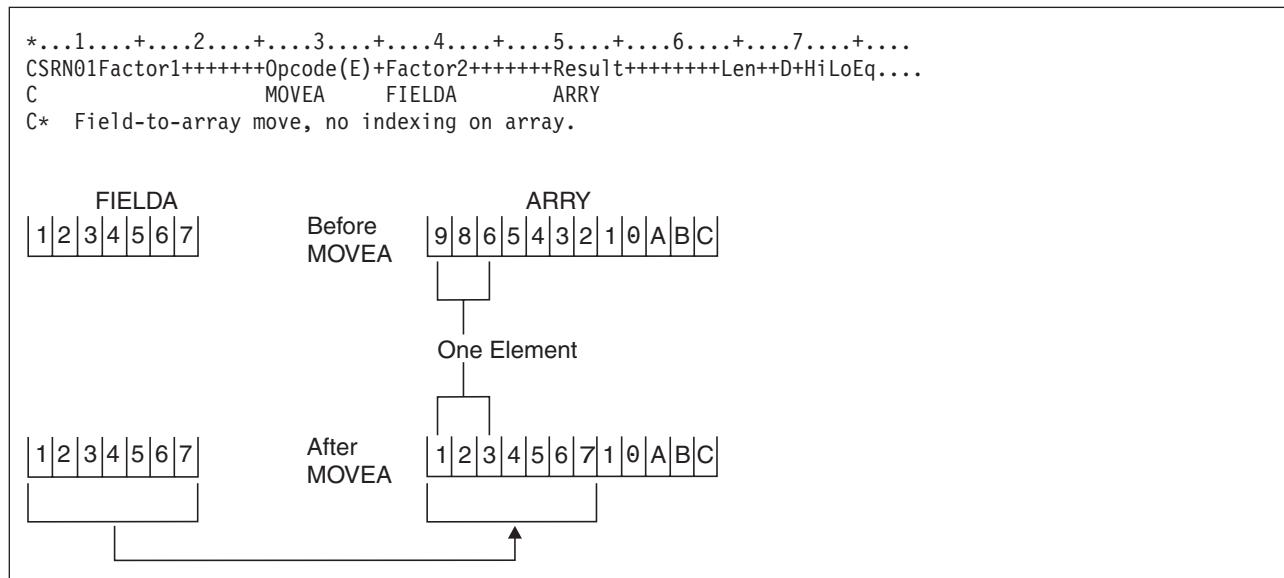 *...1....+....2....+....3....+....4....+....5....+....6....+....7....+....
CSRN01Factor1+++++++Opcode(E)+Factor2+++++++Result++++++++Len++D+HiLoEq....
C                   MOVEA     FIELDA        ARRY
C*  Field-to-array move, no indexing on array.
FIELDA ARRY
1 2 3 4 5 6 7 Before MOVEA 9 8 6 5 4 3 2 1 0 A B C
One Element
1 2 3 4 5 6 7 After MOVEA 1 2 3 4 5 6 7 1 0 A B C